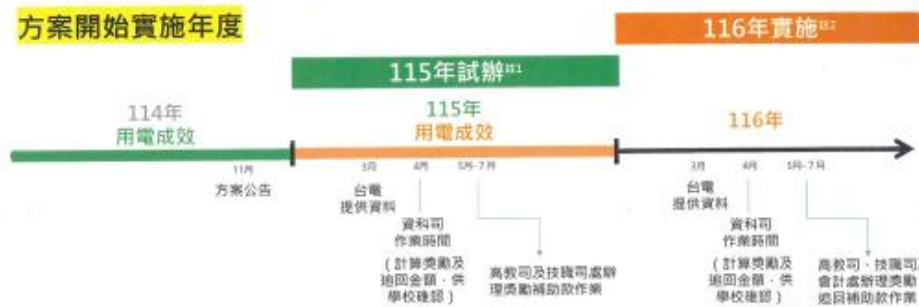 方案開始實施年度
116年實施註2
115年試辦註1
114年
用電成效
115年
用電成效
116年
11月
方案公告
3月
台電
提供資料
4月
資科司
作業時間
(計算獎勵及
追回金額,供
學校確認)
5月-7月
高教司及技職司處辦
理獎勵補助款作業
3月
台電
提供資料
4月
資科司
作業時間
(計算獎勵及
追回金額,供
學校確認)
5月-7月
高教司、技職司及
會計處辦理獎勵
追回補助款作業